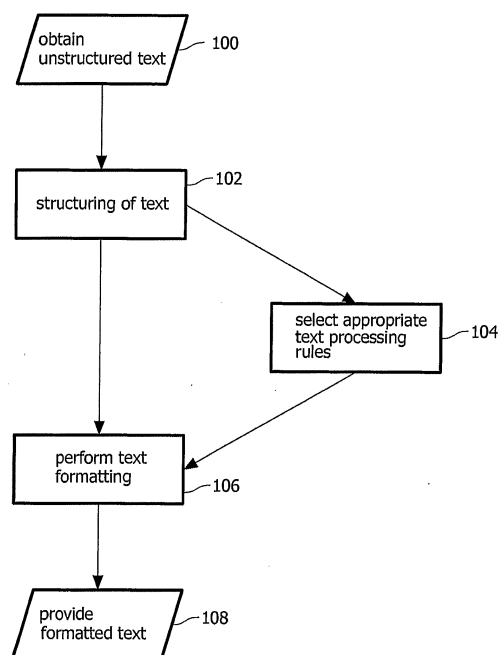 obtain
unstructured text
100
102
structuring of text
select appropriate
text processing
rules
104
perform text
formatting
106
provide
formatted text
108